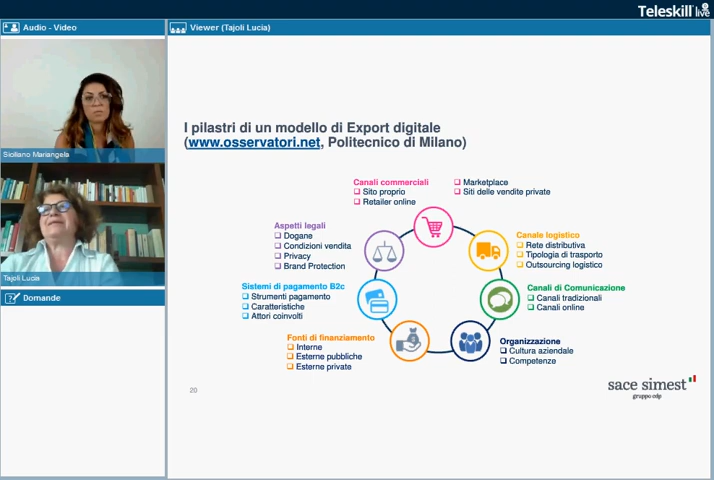 Teleskill live
Audio - Video
Viewer (Tajoli Lucia)
Siciliano Mariangela
Tajoli Lucia
Domande
I pilastri di un modello di Export digitale
(www.osservatori.net, Politecnico di Milano)
Canali commerciali
Sito proprio
Retailer online
Marketplace
Siti delle vendite private
Aspetti legali
Dogane
Condizioni vendita
Privacy
Brand Protection
Canale logistico
Rete distributiva
Tipologia di trasporto
Outsourcing logistico
Sistemi di pagamento B2c
Strumenti pagamento
Caratteristiche
Attori coinvolti
Canali di Comunicazione
Canali tradizionali
Canali online
Fonti di finanziamento
Interne
Esterne pubbliche
Esterne private
Organizzazione
Cultura aziendale
Competenze
20
sace simest
gruppo cdp